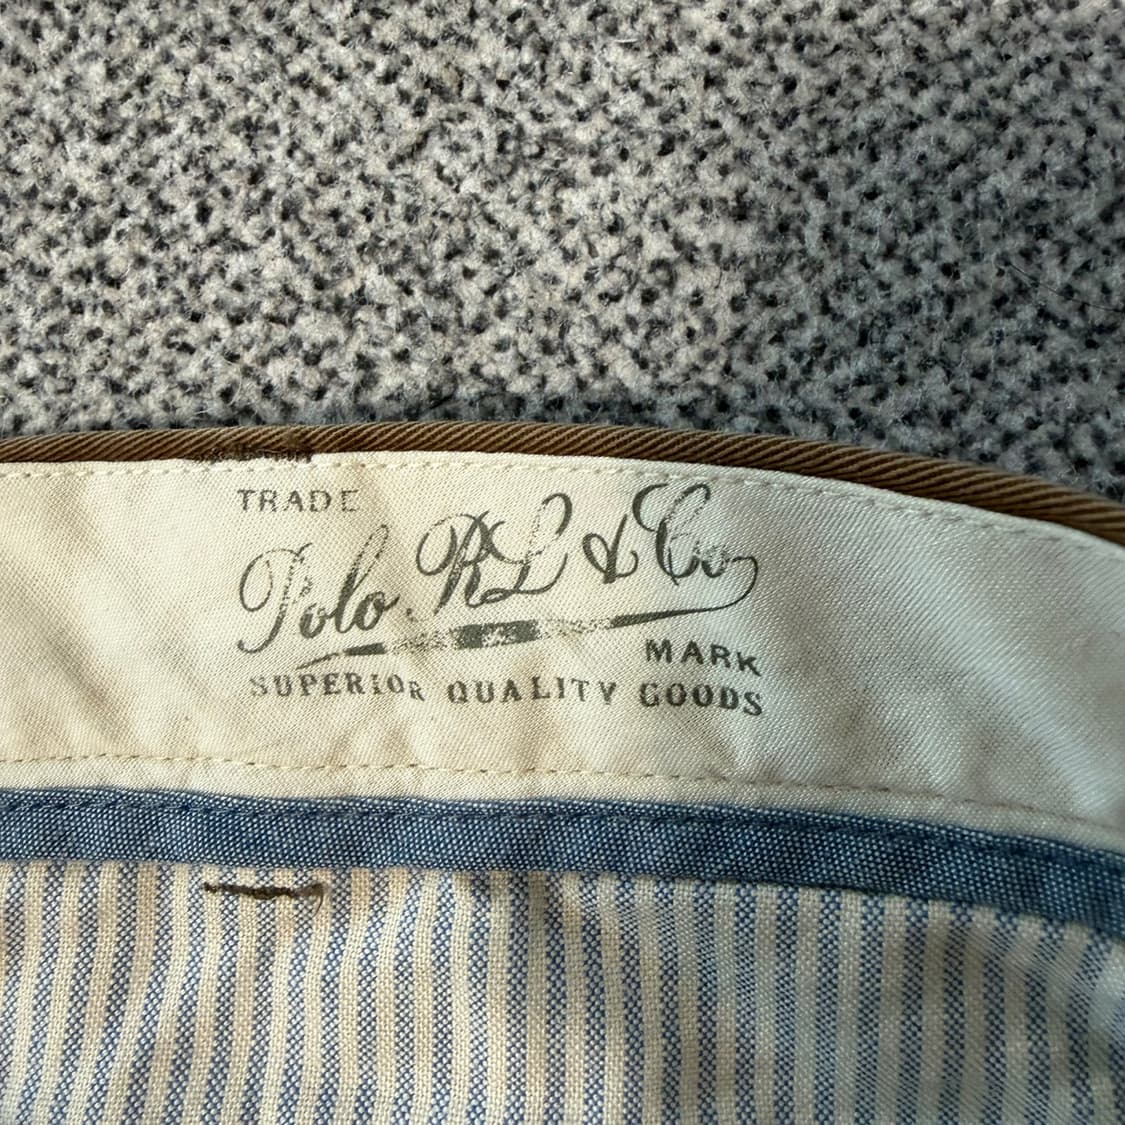 TRADE
Polo. RL & Co.
MARK
SUPERIOR QUALITY GOODS